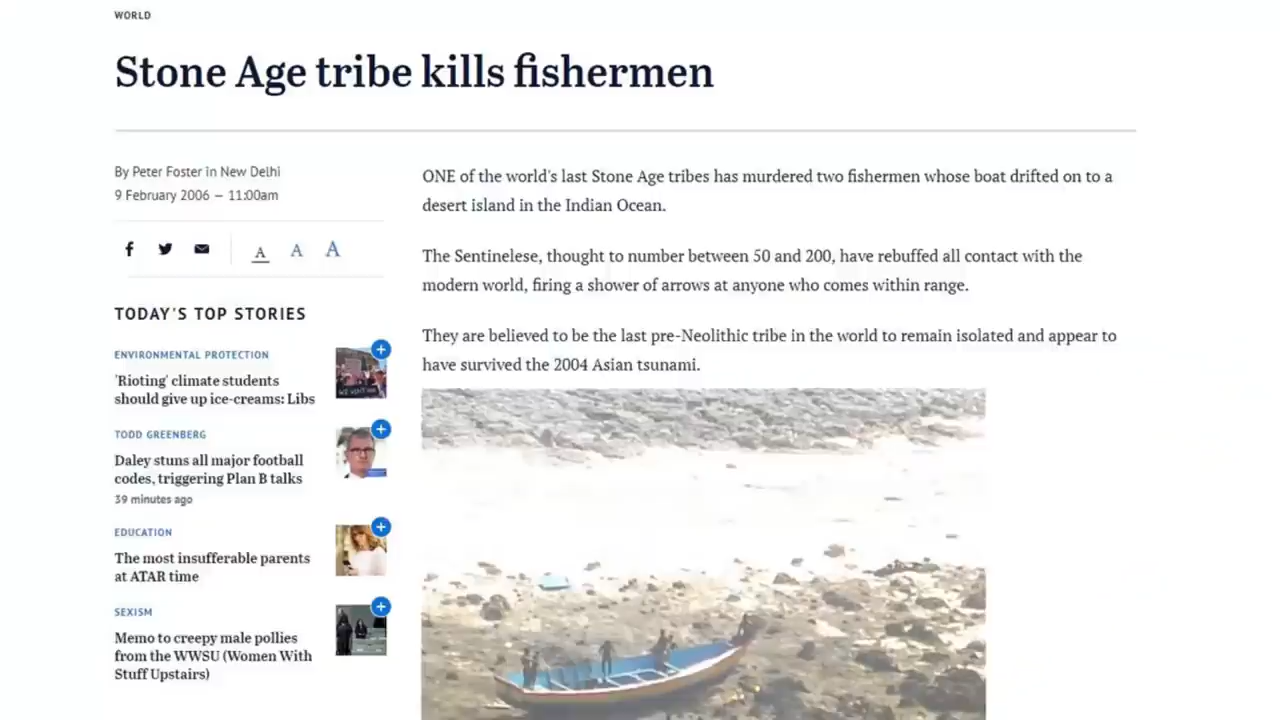 WORLD
Stone Age tribe kills fishermen
By Peter Foster in New Delhi
9 February 2006 — 11:00am
A A A
TODAY'S TOP STORIES
ENVIRONMENTAL PROTECTION
'Rioting' climate students
should give up ice-creams: Libs
TODD GREENBERG
Daley stuns all major football
codes, triggering Plan B talks
39 minutes ago
EDUCATION
The most insufferable parents
at ATAR time
SEXISM
Memo to creepy male pollies
from the WWSU (Women With
Stuff Upstairs)
ONE of the world's last Stone Age tribes has murdered two fishermen whose boat drifted on to a
desert island in the Indian Ocean.
The Sentinelese, thought to number between 50 and 200, have rebuffed all contact with the
modern world, firing a shower of arrows at anyone who comes within range.
They are believed to be the last pre-Neolithic tribe in the world to remain isolated and appear to
have survived the 2004 Asian tsunami.